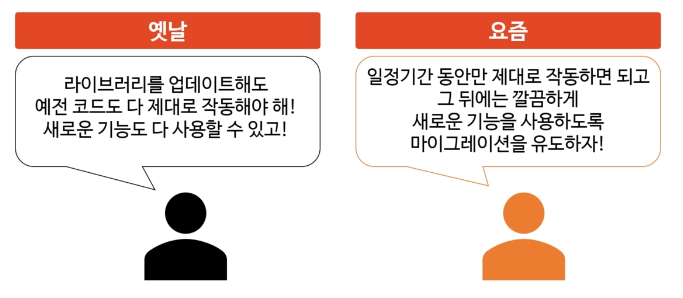 옛날
라이브러리를 업데이트해도
예전 코드도 다 제대로 작동해야 해!
새로운 기능도 다 사용할 수 있고!
요즘
일정기간 동안만 제대로 작동하면 되고
그 뒤에는 깔끔하게
새로운 기능을 사용하도록
마이그레이션을 유도하자!